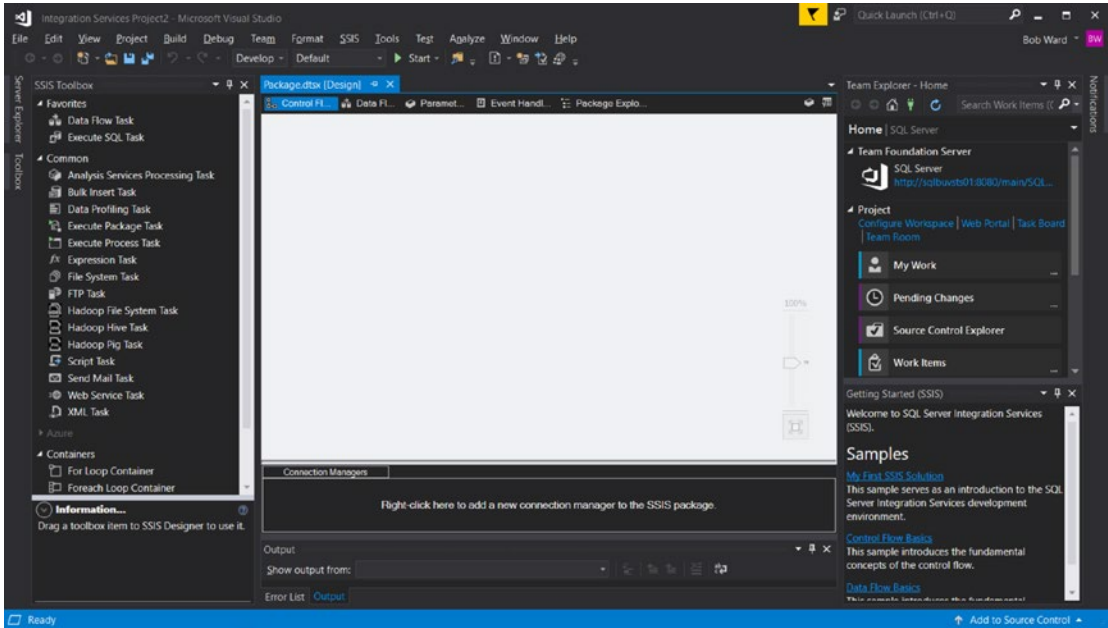 Integration Services Project2 - Microsoft Visual Studio
Quick Launch (Ctrl+Q)
File Edit View Project Build Debug Team Format SSIS Tools Test Analyze Window Help
Bob Ward BW
Develop Default Start
Server Explorer
Toolbox
SSIS Toolbox
Favorites
Data Flow Task
Execute SQL Task
Common
Analysis Services Processing Task
Bulk Insert Task
Data Profiling Task
Execute Package Task
Execute Process Task
Expression Task
File System Task
FTP Task
Hadoop File System Task
Hadoop Hive Task
Hadoop Pig Task
Script Task
Send Mail Task
Web Service Task
XML Task
Azure
Containers
For Loop Container
Foreach Loop Container
Information...
Drag a toolbox item to SSIS Designer to use it.
Package.dtsx [Design]
Control Fl... Data Fl... Paramet... Event Handl... Package Explo...
100%
Connection Managers
Right-click here to add a new connection manager to the SSIS package.
Output
Show output from:
Error List Output
Team Explorer - Home
Search Work Items (C
Home | SQL Server
Team Foundation Server
SQL Server
http://sqlbuvsts01:8080/main/SQL...
Project
Configure Workspace | Web Portal | Task Board
| Team Room
My Work
Pending Changes
Source Control Explorer
Work Items
Getting Started (SSIS)
Welcome to SQL Server Integration Services
(SSIS).
Samples
My First SSIS Solution
This sample serves as an introduction to the SQL
Server Integration Services development
environment.
Control Flow Basics
This sample introduces the fundamental
concepts of the control flow.
Data Flow Basics
This sample introduces the fundamental
Notifications
Ready
Add to Source Control